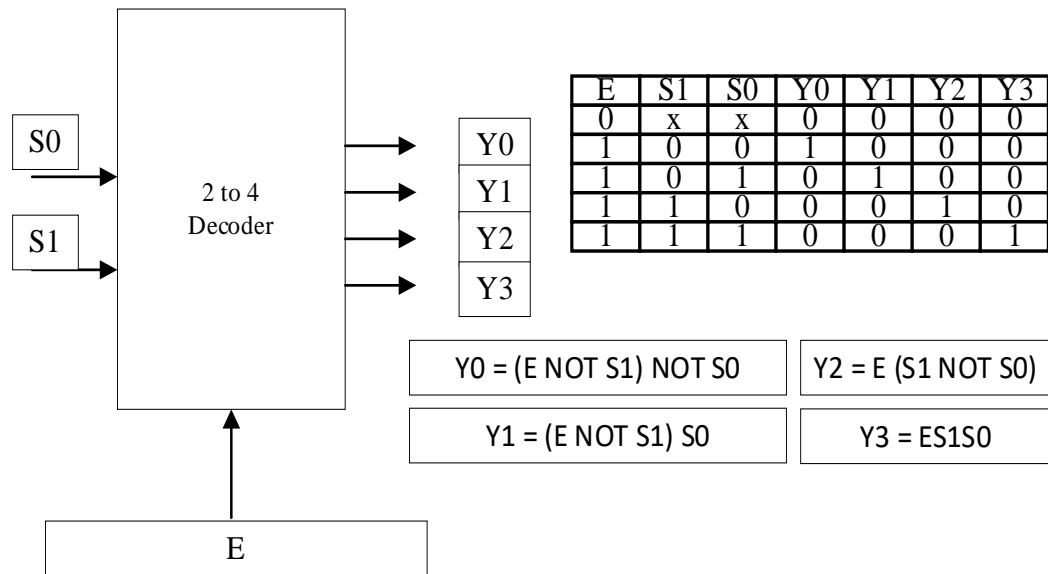 S0
S1
2 to 4
Decoder
Y0
Y1
Y2
Y3
E
E S1 S0 Y0 Y1 Y2 Y3
0 x x 0 0 0 0
1 0 0 1 0 0 0
1 0 1 0 1 0 0
1 1 0 0 0 1 0
1 1 1 0 0 0 1
Y0 = (E NOT S1) NOT S0
Y2 = E (S1 NOT S0)
Y1 = (E NOT S1) S0
Y3 = ES1S0